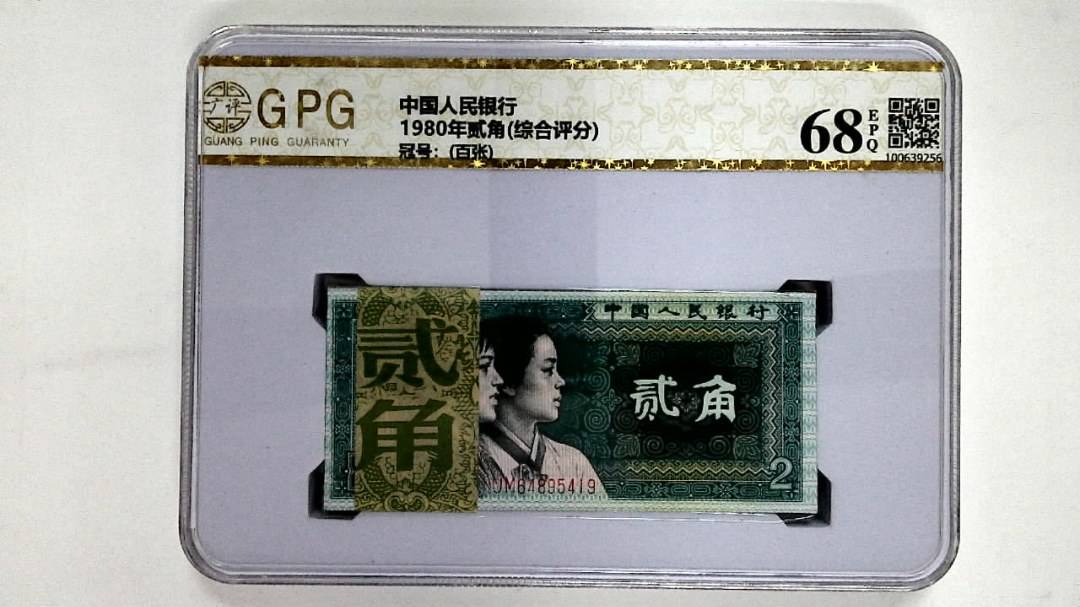 广评
GPG
GUANG PING GUARANTY
中国人民银行
1980年贰角(综合评分)
冠号：(百张)
68
EPQ
100639256
中国人民银行
贰角
贰角
JM64895419
2